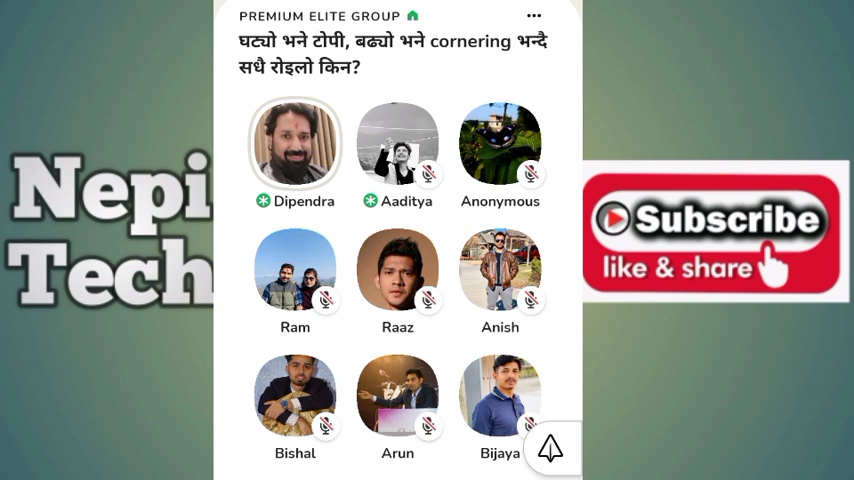 PREMIUM ELITE GROUP
घट्यो भने टोपी, बढ्यो भने cornering भन्दै
सधै रोइलो किन?
Nepi
Tech
Subscribe
like & share
Dipendra
Aaditya
Anonymous
Ram
Raaz
Anish
Bishal
Arun
Bijaya